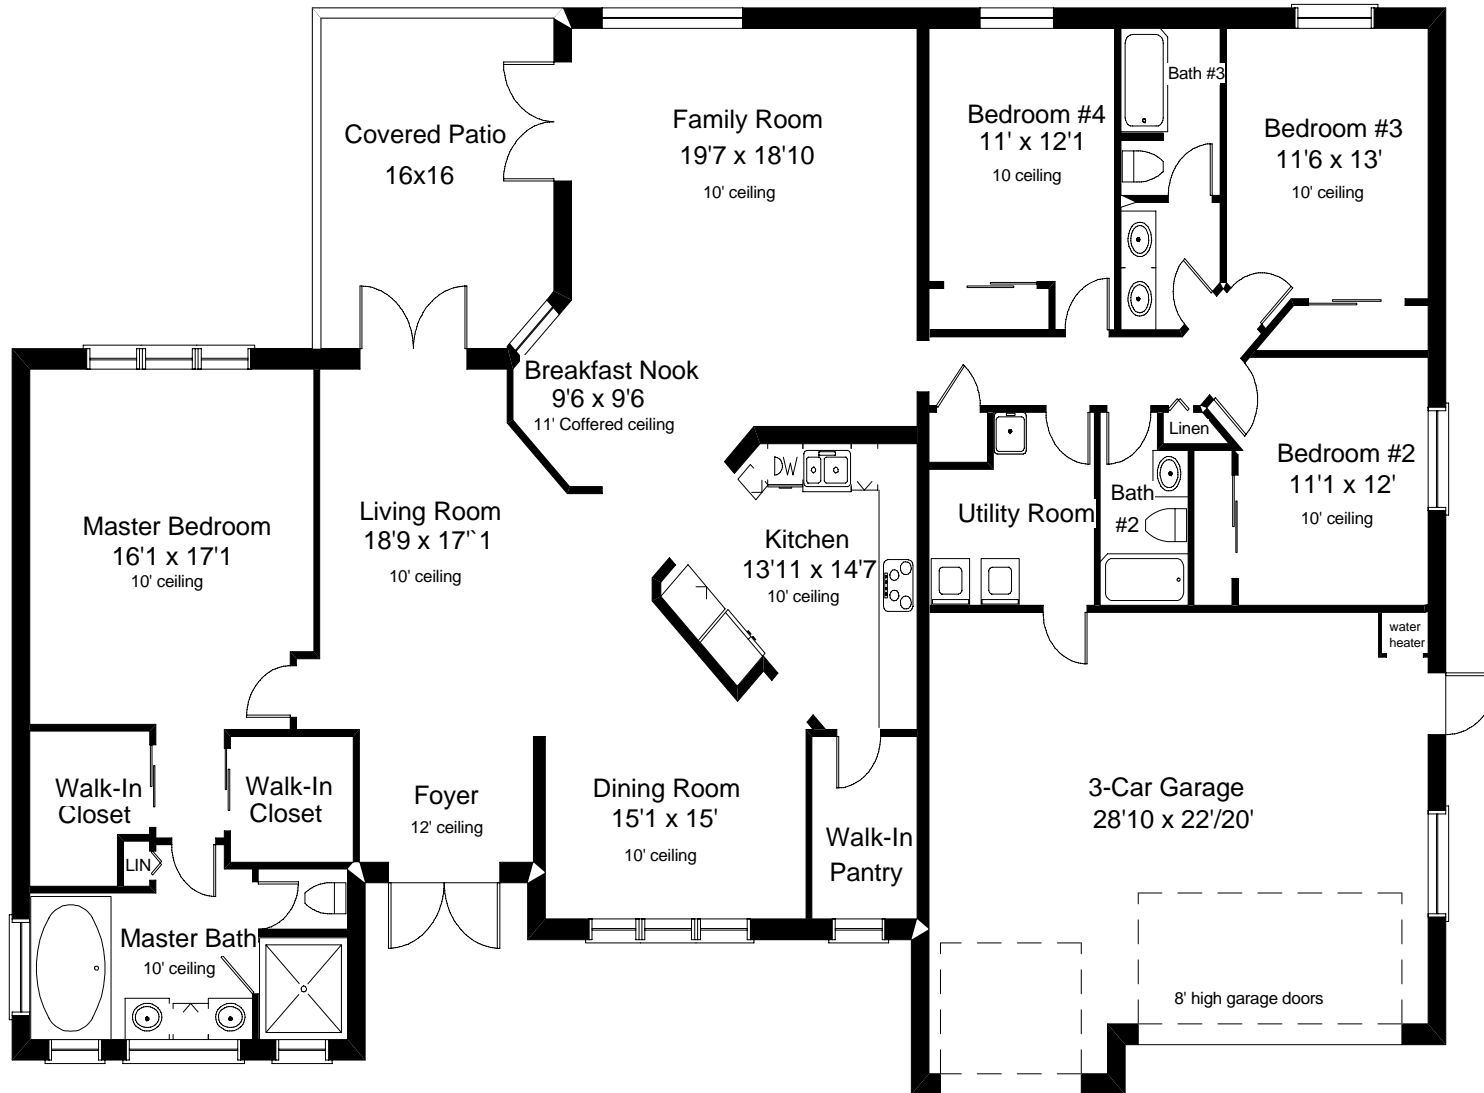 Bath #3
Bedroom #4
11' x 12'1
10 ceiling
Family Room
19'7 x 18'10
10' ceiling
Covered Patio
16x16
Bedroom #3
11'6 x 13'
10' ceiling
Breakfast Nook
9'6 x 9'6
11' Coffered ceiling
Linen
Bedroom #2
11'1 x 12'
10' ceiling
DW
Master Bedroom
16'1 x 17'1
10' ceiling
Living Room
18'9 x 17'`1
10' ceiling
Kitchen
13'11 x 14'7
10' ceiling
Utility Room
Bath
#2
water
heater
Walk-In
Closet
Walk-In
Closet
Foyer
12' ceiling
Dining Room
15'1 x 15'
10' ceiling
3-Car Garage
28'10 x 22'/20'
Walk-In
Pantry
LIN
Master Bath
10' ceiling
8' high garage doors